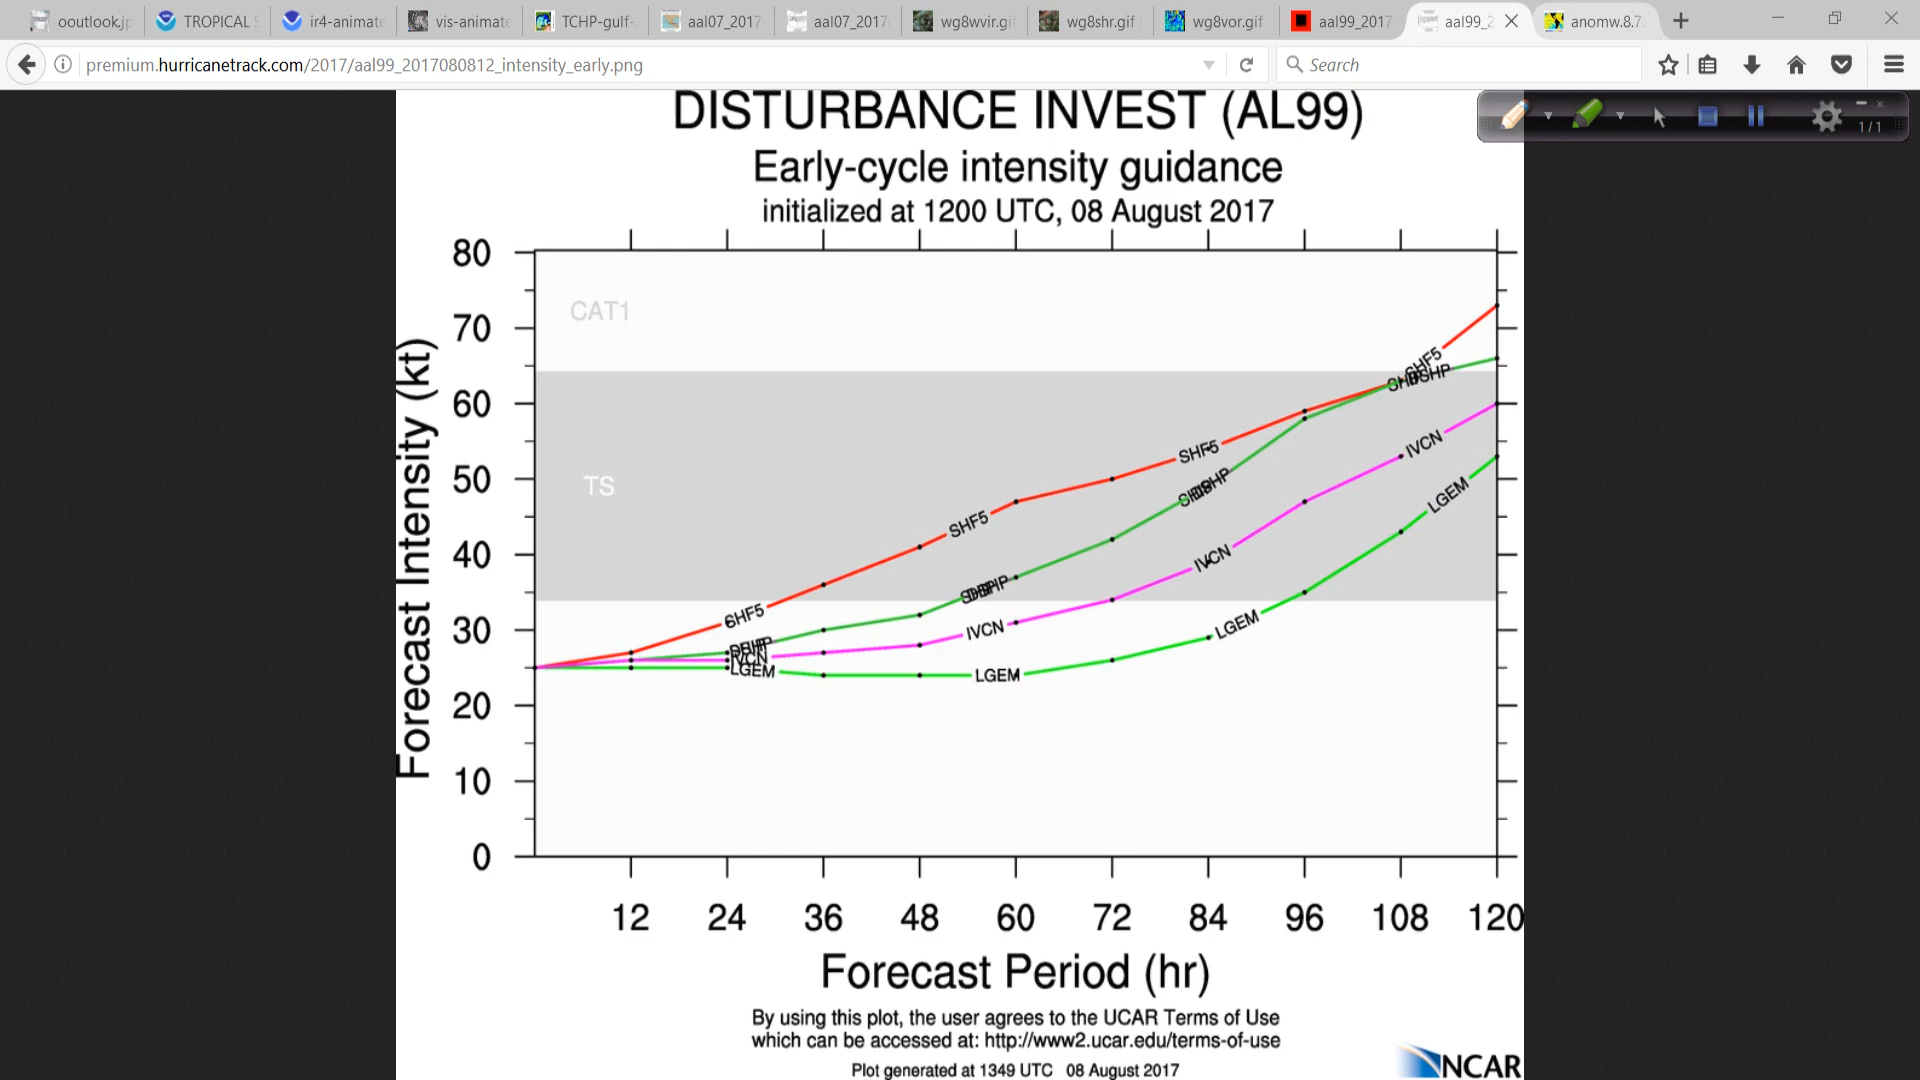 ooutlook.jp
TROPICAL S
ir4-animate
vis-animate
TCHP-gulf-
aal07_2017
aal07_2017
wg8wvir.gif
wg8shr.gif
wg8vor.gif
aal99_2017
aal99_2
anomw.8.7.
premium.hurricanetrack.com/2017/aal99_2017080812_intensity_early.png
Search
1/1
DISTURBANCE INVEST (AL99)
Early-cycle intensity guidance
initialized at 1200 UTC, 08 August 2017
Forecast Intensity (kt)
80
70
60
50
40
30
20
10
0
CAT1
TS
SHF5
SHF5
SHF5
SHF5
DSHP
DSHP
IVCN
IVCN
IVCN
IVCN
LGEM
LGEM
LGEM
LGEM
12 24 36 48 60 72 84 96 108 120
Forecast Period (hr)
By using this plot, the user agrees to the UCAR Terms of Use
which can be accessed at: http://www2.ucar.edu/terms-of-use
Plot generated at 1349 UTC 08 August 2017
NCAR